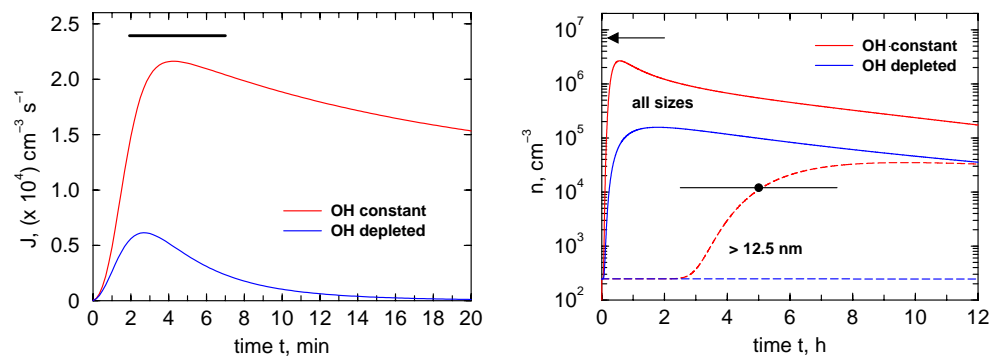 2.5
2.0
1.5
1.0
0.5
0
J, (x 10⁴) cm⁻³ s⁻¹
OH constant
OH depleted
0 2 4 6 8 10 12 14 16 18 20
time t, min
10⁷
10⁶
10⁵
10⁴
10³
10²
n, cm⁻³
OH constant
OH depleted
all sizes
> 12.5 nm
0 2 4 6 8 10 12
time t, h